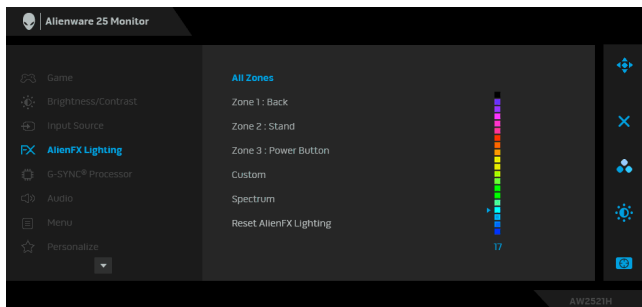 Alienware 25 Monitor
Game
Brightness/Contrast
Input Source
FX AlienFX Lighting
G-SYNC® Processor
Audio
Menu
Personalize
All Zones
Zone 1 : Back
Zone 2 : Stand
Zone 3 : Power Button
Custom
Spectrum
Reset AlienFX Lighting
17
AW2521H